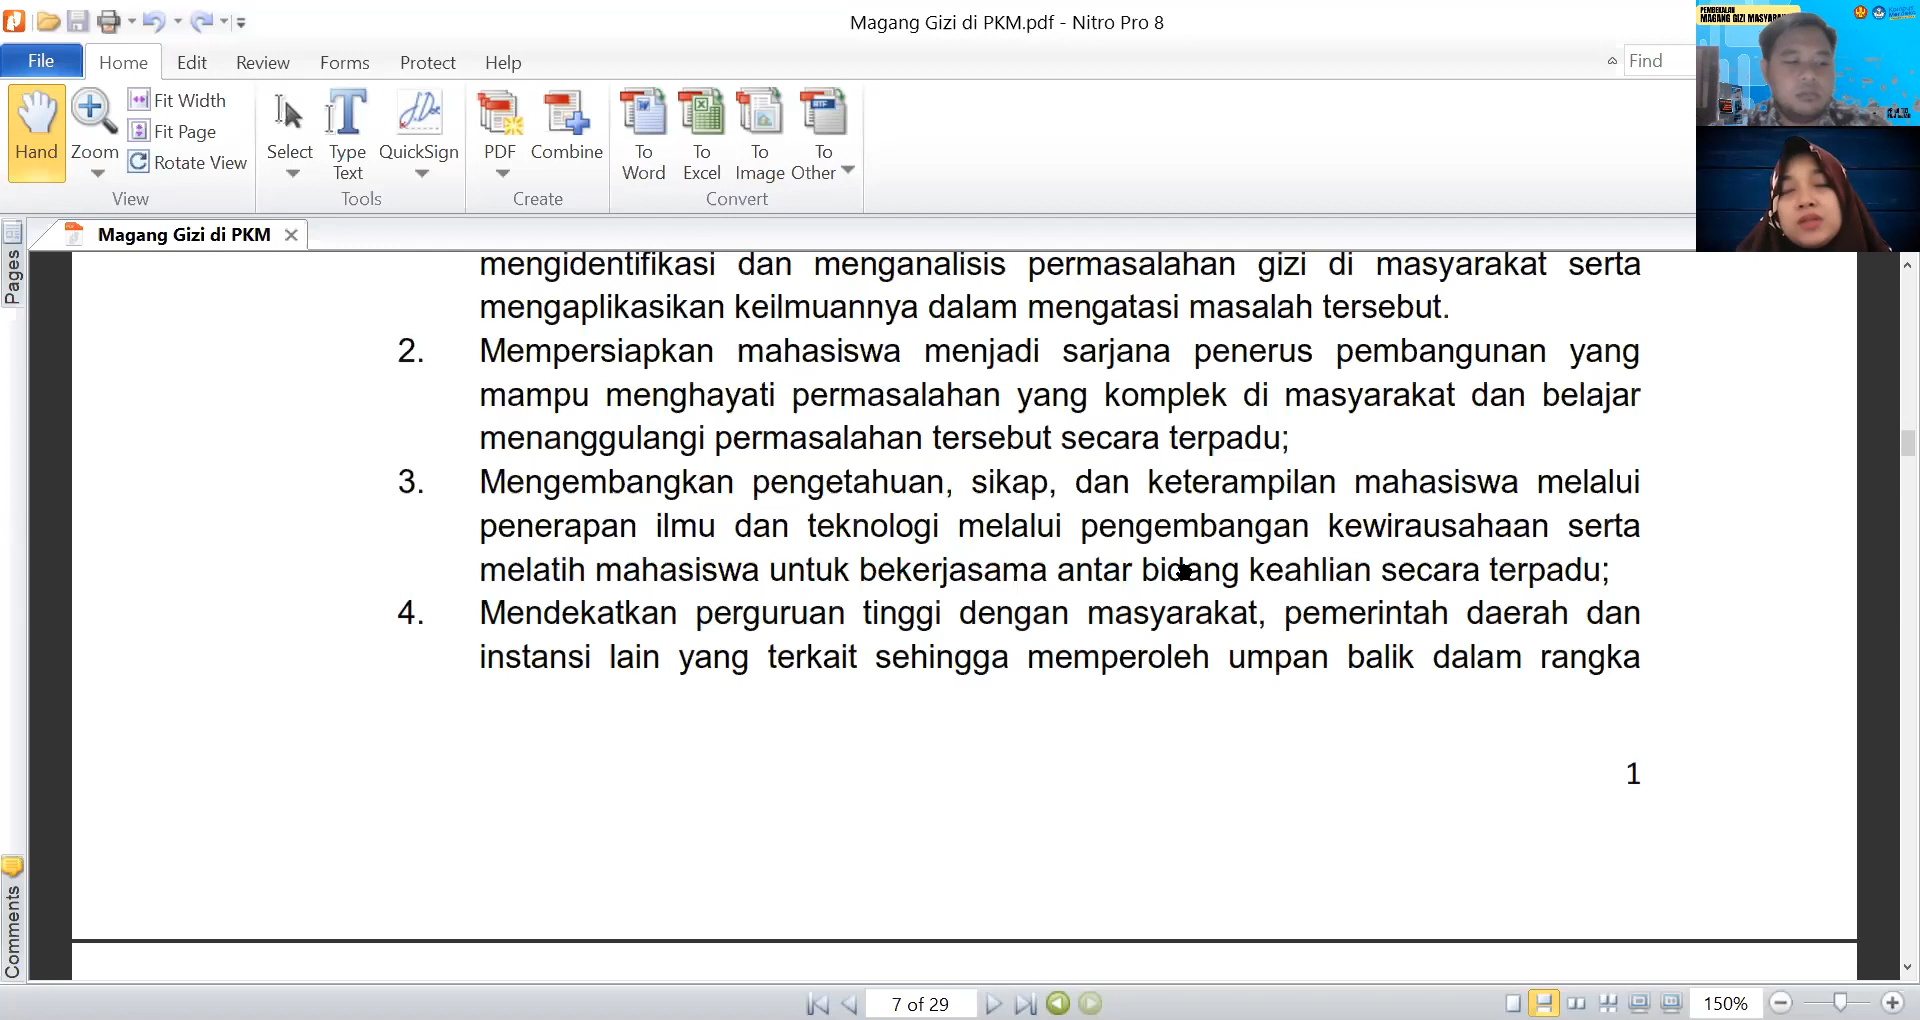 Magang Gizi di PKM.pdf - Nitro Pro 8
File Home Edit Review Forms Protect Help
Find
Hand
Zoom
Fit Width
Fit Page
Rotate View
View
Select
Type
Text
QuickSign
Tools
PDF
Combine
Create
To
Word
To
Excel
To
Image
To
Other
Convert
PEMBEKALAN
MAGANG GIZI MASYARA
Magang Gizi di PKM
Pages
mengidentifikasi dan menganalisis permasalahan gizi di masyarakat serta
mengaplikasikan keilmuannya dalam mengatasi masalah tersebut.
2. Mempersiapkan mahasiswa menjadi sarjana penerus pembangunan yang
mampu menghayati permasalahan yang komplek di masyarakat dan belajar
menanggulangi permasalahan tersebut secara terpadu;
3. Mengembangkan pengetahuan, sikap, dan keterampilan mahasiswa melalui
penerapan ilmu dan teknologi melalui pengembangan kewirausahaan serta
melatih mahasiswa untuk bekerjasama antar bidang keahlian secara terpadu;
4. Mendekatkan perguruan tinggi dengan masyarakat, pemerintah daerah dan
instansi lain yang terkait sehingga memperoleh umpan balik dalam rangka
1
Comments
7 of 29
150%